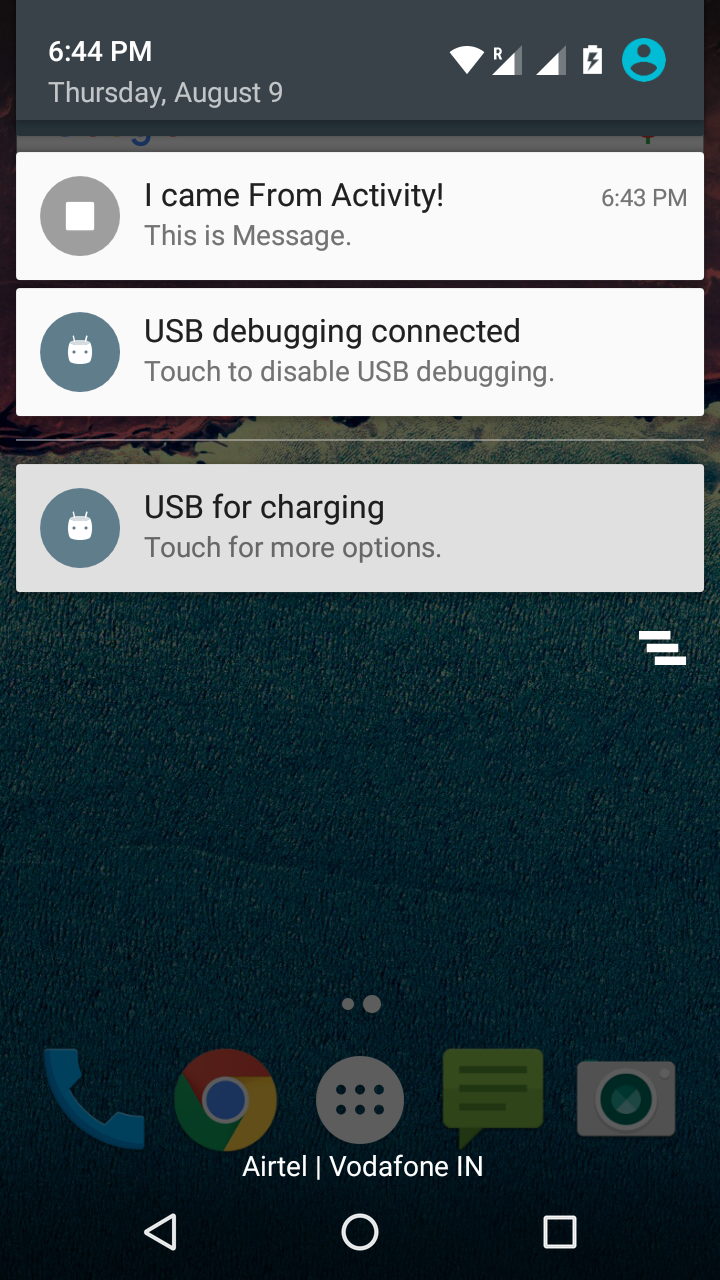 6:44 PM
R
Thursday, August 9
I came From Activity!
6:43 PM
This is Message.
USB debugging connected
Touch to disable USB debugging.
USB for charging
Touch for more options.
Airtel | Vodafone IN